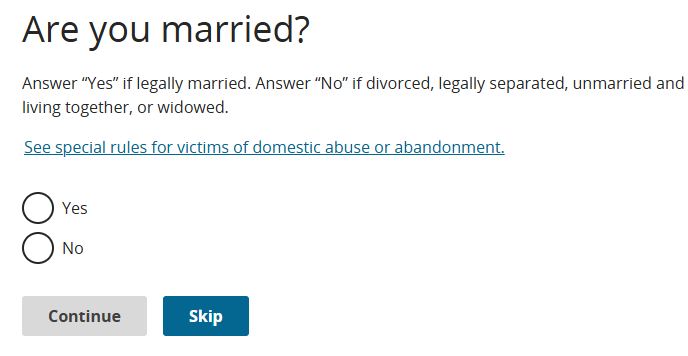 Are you married?
Answer “Yes” if legally married. Answer “No” if divorced, legally separated, unmarried and
living together, or widowed.
See special rules for victims of domestic abuse or abandonment.
Yes
No
Continue Skip